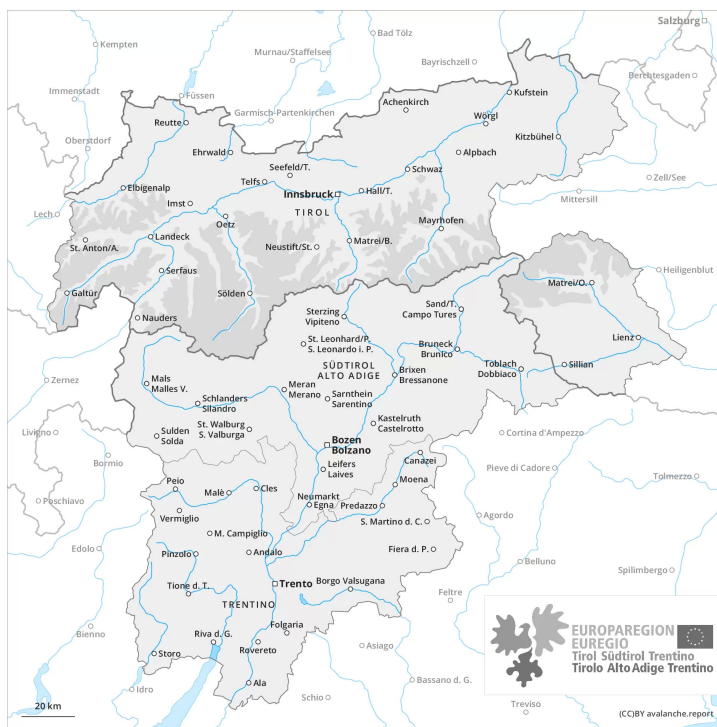 Salzburg
Kempten
Bad Tölz
Murnau/Staffelsee
Bayrischzell
Berchtesgaden
Immenstadt
Füssen
Garmisch-Partenkirchen
Achenkirch
Kufstein
Reutte
Wörgl
Kitzbühel
Oberstdorf
Ehrwald
Alpbach
Seefeld/T.
Schwaz
Zell/See
Elbigenalp
Telfs
Innsbruck
Hall/T.
Mittersill
Imst
TIROL
Lech
Oetz
Mayrhofen
St. Anton/A.
Landeck
Neustift/St.
Matrei/B.
Serfaus
Heiligenblut
Galtür
Sölden
Matrei/O.
Nauders
Sterzing
Vipiteno
Sand/T.
Campo Tures
St. Leonhard/P.
S. Leonardo i. P.
Bruneck
Brunico
Lienz
SÜDTIROL
ALTO ADIGE
Brixen
Bressanone
Toblach
Dobbiaco
Sillian
Zernez
Mals
Malles V.
Meran
Merano
Schlanders
Silandro
Sarnthein
Sarentino
St. Walburg
S. Valburga
Kastelruth
Castelrotto
Livigno
Sulden
Solda
Cortina d'Ampezzo
Bozen
Bolzano
Bormio
Canazei
Pieve di Cadore
Leifers
Laives
Tolmezzo
Peio
Malè
Cles
Moena
Poschiavo
Neumarkt
Egna
Predazzo
Vermiglio
S. Martino d. C.
Agordo
M. Campiglio
Edolo
Pinzolo
Andalo
Fiera d. P.
Belluno
Spilimbergo
Tione d. T.
Trento
Borgo Valsugana
Feltre
TRENTINO
Bienno
Riva d. G.
Folgaria
Rovereto
Asiago
Storo
Idro
Ala
Schio
Bassano d. G.
Treviso
EUROPAREGION
EUREGIO
Tirol Südtirol Trentino
Tirolo Alto Adige Trentino
20 km
(CC)BY avalanche.report